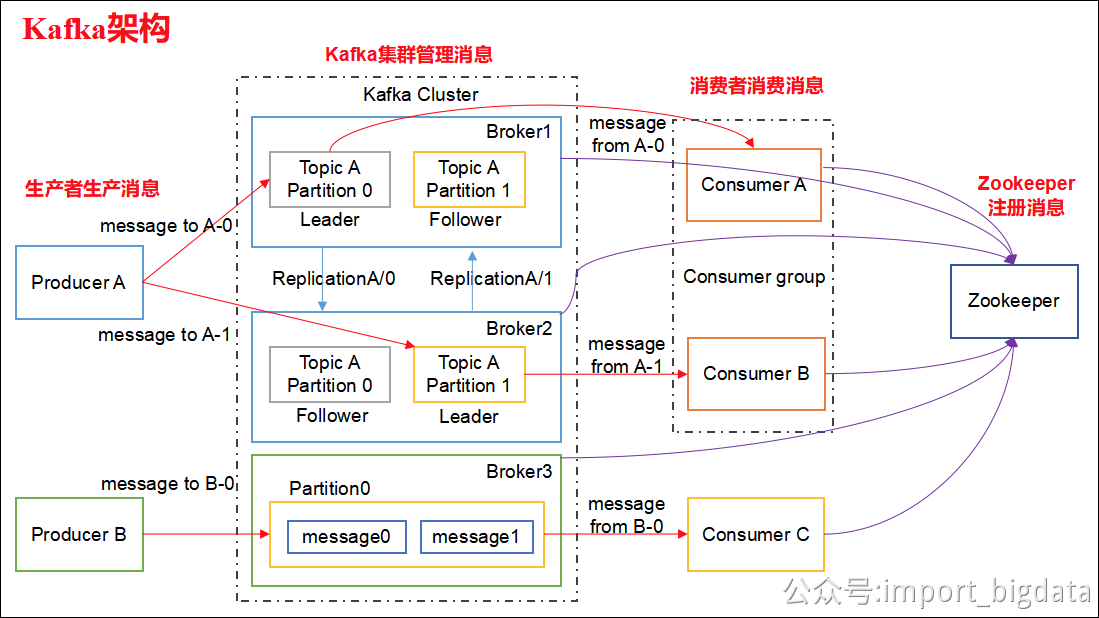 Kafka架构
Kafka集群管理消息
消费者消费消息
生产者生产消息
Zookeeper
注册消息
Kafka Cluster
Broker1
Topic A
Partition 0
Leader
Topic A
Partition 1
Follower
message
from A-0
Consumer A
message to A-0
Producer A
ReplicationA/0
ReplicationA/1
Consumer group
Zookeeper
message to A-1
Broker2
Topic A
Partition 0
Follower
Topic A
Partition 1
Leader
message
from A-1
Consumer B
message to B-0
Broker3
Partition0
Producer B
message0
message1
message
from B-0
Consumer C
公众号:import_bigdata